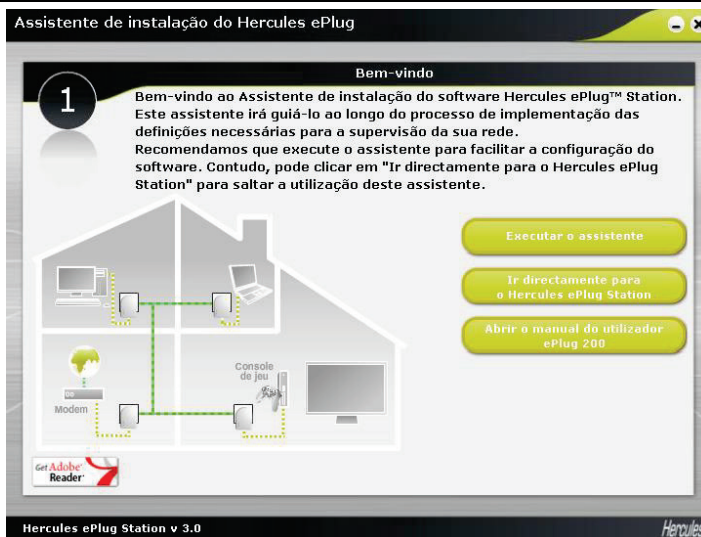 Assistente de instalação do Hercules ePlug
Bem-vindo
1
Bem-vindo ao Assistente de instalação do software Hercules ePlug™ Station.
Este assistente irá guiá-lo ao longo do processo de implementação das
definições necessárias para a supervisão da sua rede.
Recomendamos que execute o assistente para facilitar a configuração do
software. Contudo, pode clicar em "Ir directamente para o Hercules ePlug
Station" para saltar a utilização deste assistente.
Executar o assistente
Ir directamente para
o Hercules ePlug Station
Abrir o manual do utilizador
ePlug 200
Console
de jeu
Modem
Get Adobe
Reader
Hercules ePlug Station v 3.0
Hercules